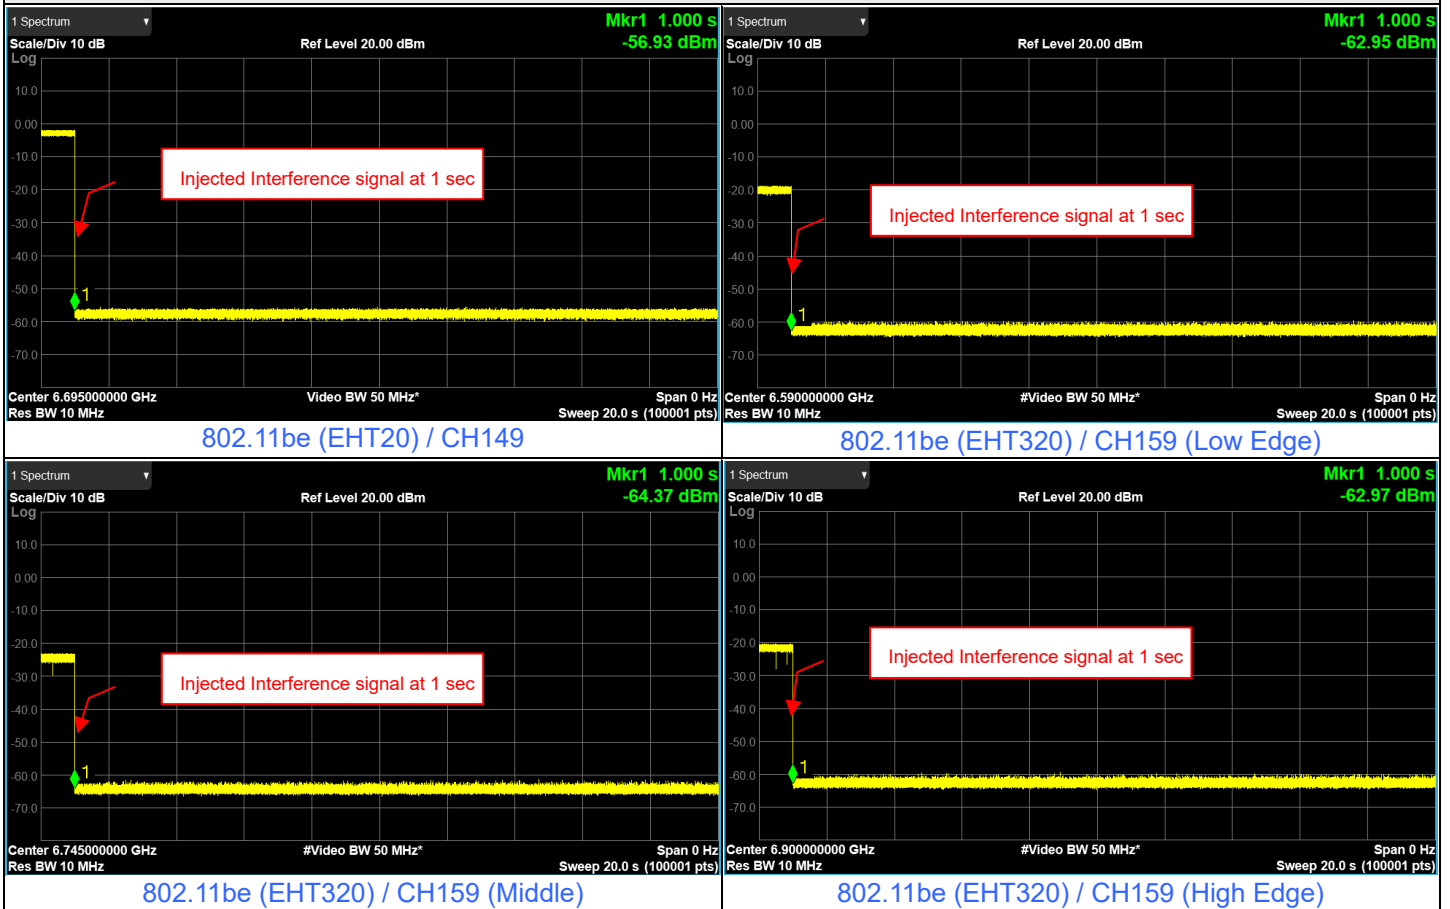 1 Spectrum
Mkr1 1.000 s
Scale/Div 10 dB
Ref Level 20.00 dBm
-56.93 dBm
Log
10.0
0.00
-10.0
-20.0
-30.0
-40.0
-50.0
-60.0
-70.0
Injected Interference signal at 1 sec
1
Center 6.695000000 GHz
Video BW 50 MHz*
Span 0 Hz
Res BW 10 MHz
Sweep 20.0 s (100001 pts)
802.11be (EHT20) / CH149
1 Spectrum
Mkr1 1.000 s
Scale/Div 10 dB
Ref Level 20.00 dBm
-62.95 dBm
Log
10.0
0.00
-10.0
-20.0
-30.0
-40.0
-50.0
-60.0
-70.0
Injected Interference signal at 1 sec
1
Center 6.590000000 GHz
#Video BW 50 MHz*
Span 0 Hz
Res BW 10 MHz
Sweep 20.0 s (100001 pts)
802.11be (EHT320) / CH159 (Low Edge)
1 Spectrum
Mkr1 1.000 s
Scale/Div 10 dB
Ref Level 20.00 dBm
-64.37 dBm
Log
10.0
0.00
-10.0
-20.0
-30.0
-40.0
-50.0
-60.0
-70.0
Injected Interference signal at 1 sec
1
Center 6.745000000 GHz
#Video BW 50 MHz*
Span 0 Hz
Res BW 10 MHz
Sweep 20.0 s (100001 pts)
802.11be (EHT320) / CH159 (Middle)
1 Spectrum
Mkr1 1.000 s
Scale/Div 10 dB
Ref Level 20.00 dBm
-62.97 dBm
Log
10.0
0.00
-10.0
-20.0
-30.0
-40.0
-50.0
-60.0
-70.0
Injected Interference signal at 1 sec
1
Center 6.900000000 GHz
#Video BW 50 MHz*
Span 0 Hz
Res BW 10 MHz
Sweep 20.0 s (100001 pts)
802.11be (EHT320) / CH159 (High Edge)